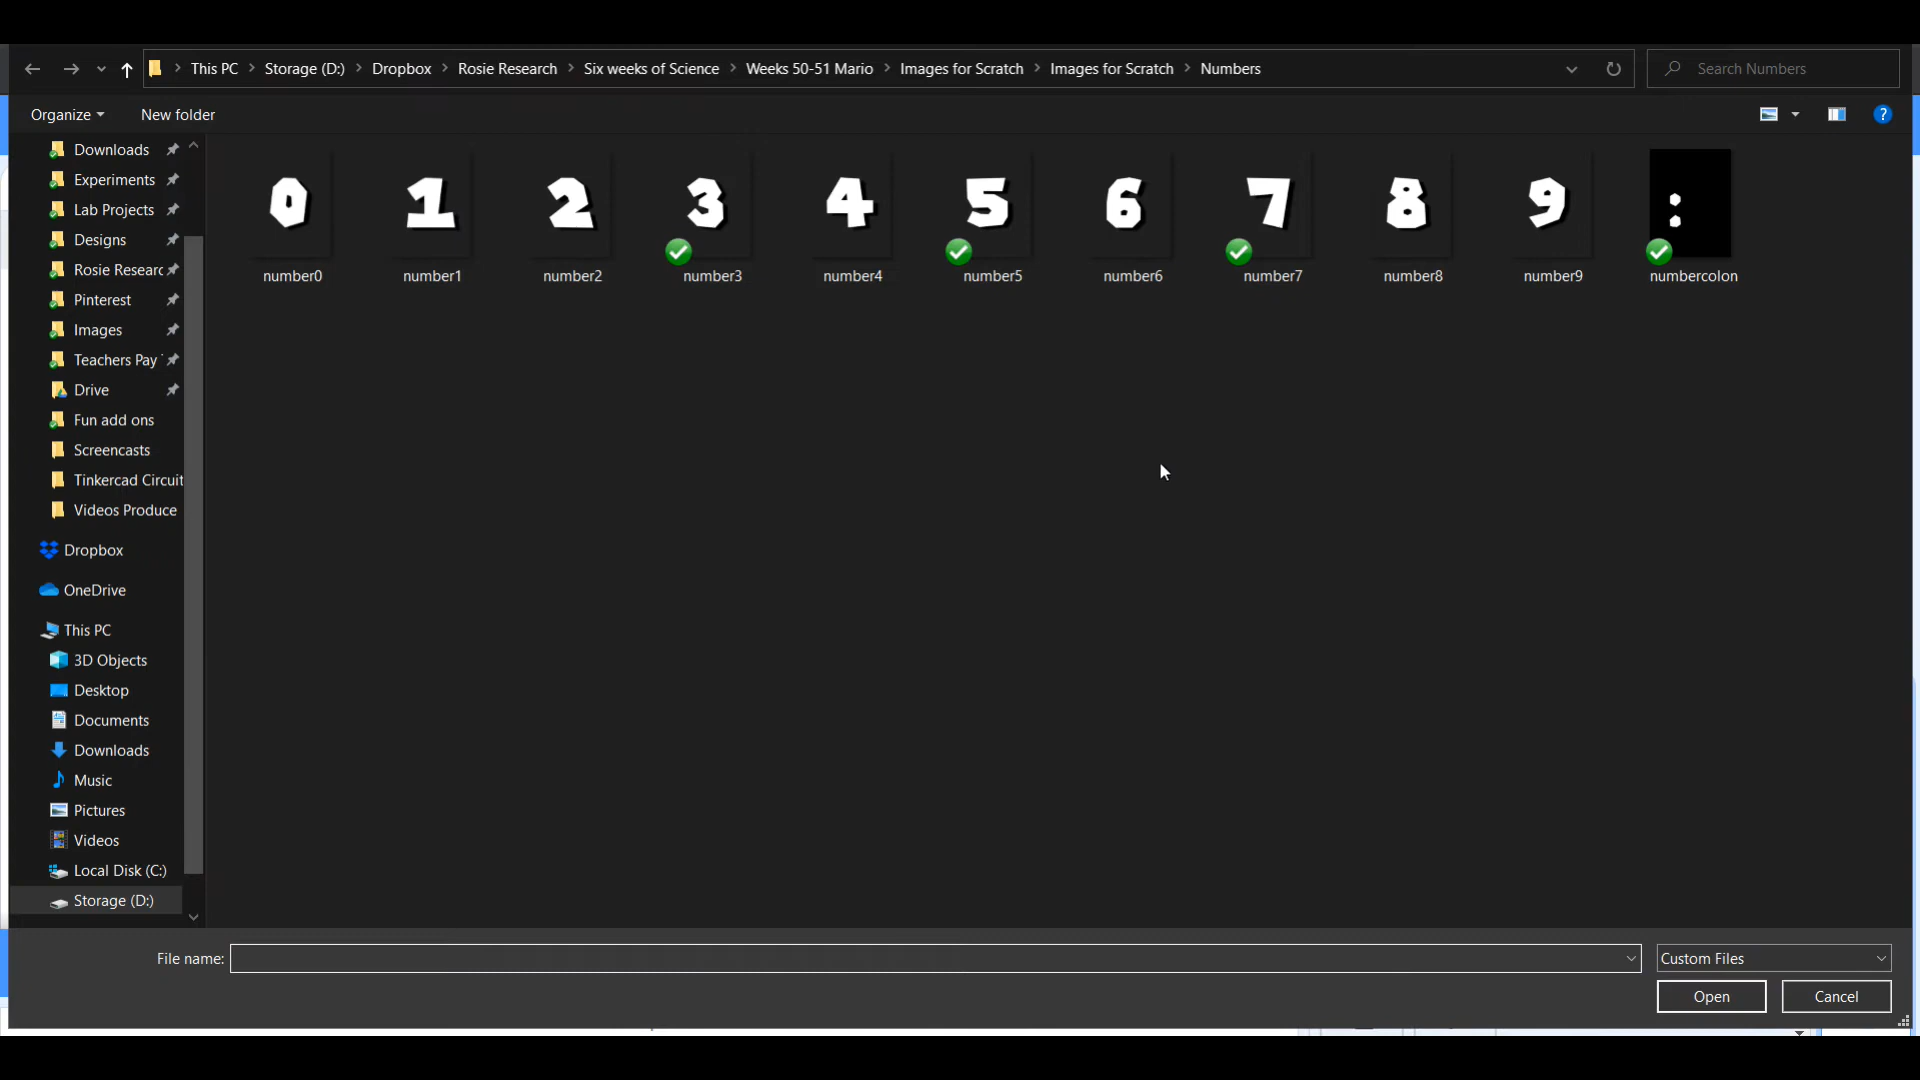 This PC > Storage (D:) > Dropbox > Rosie Research > Six weeks of Science > Weeks 50-51 Mario > Images for Scratch > Images for Scratch > Numbers
Search Numbers
Organize
New folder
?
Downloads
Experiments
Lab Projects
Designs
Rosie Researc
Pinterest
Images
Teachers Pay
Drive
Fun add ons
Screencasts
Tinkercad Circuit
Videos Produce
Dropbox
OneDrive
This PC
3D Objects
Desktop
Documents
Downloads
Music
Pictures
Videos
Local Disk (C:)
Storage (D:)
0 1 2 3 4 5 6 7 8 9 :
number0 number1 number2 number3 number4 number5 number6 number7 number8 number9 numbercolon
File name:
Custom Files
Open
Cancel